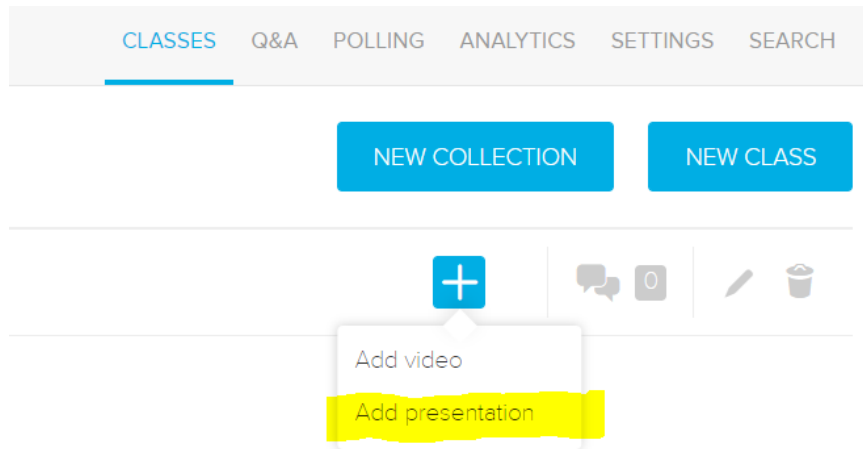 CLASSES Q&A POLLING ANALYTICS SETTINGS SEARCH
NEW COLLECTION NEW CLASS
0
Add video
Add presentation